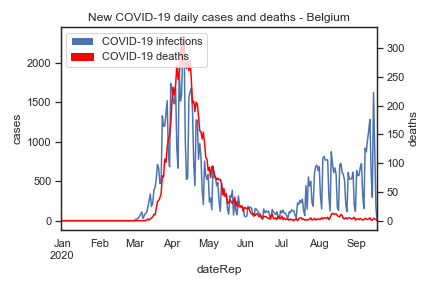 New COVID-19 daily cases and deaths - Belgium
COVID-19 infections
COVID-19 deaths
cases
2000
1500
1000
500
0
deaths
300
250
200
150
100
50
0
Jan Feb Mar Apr May Jun Jul Aug Sep
2020
dateRep